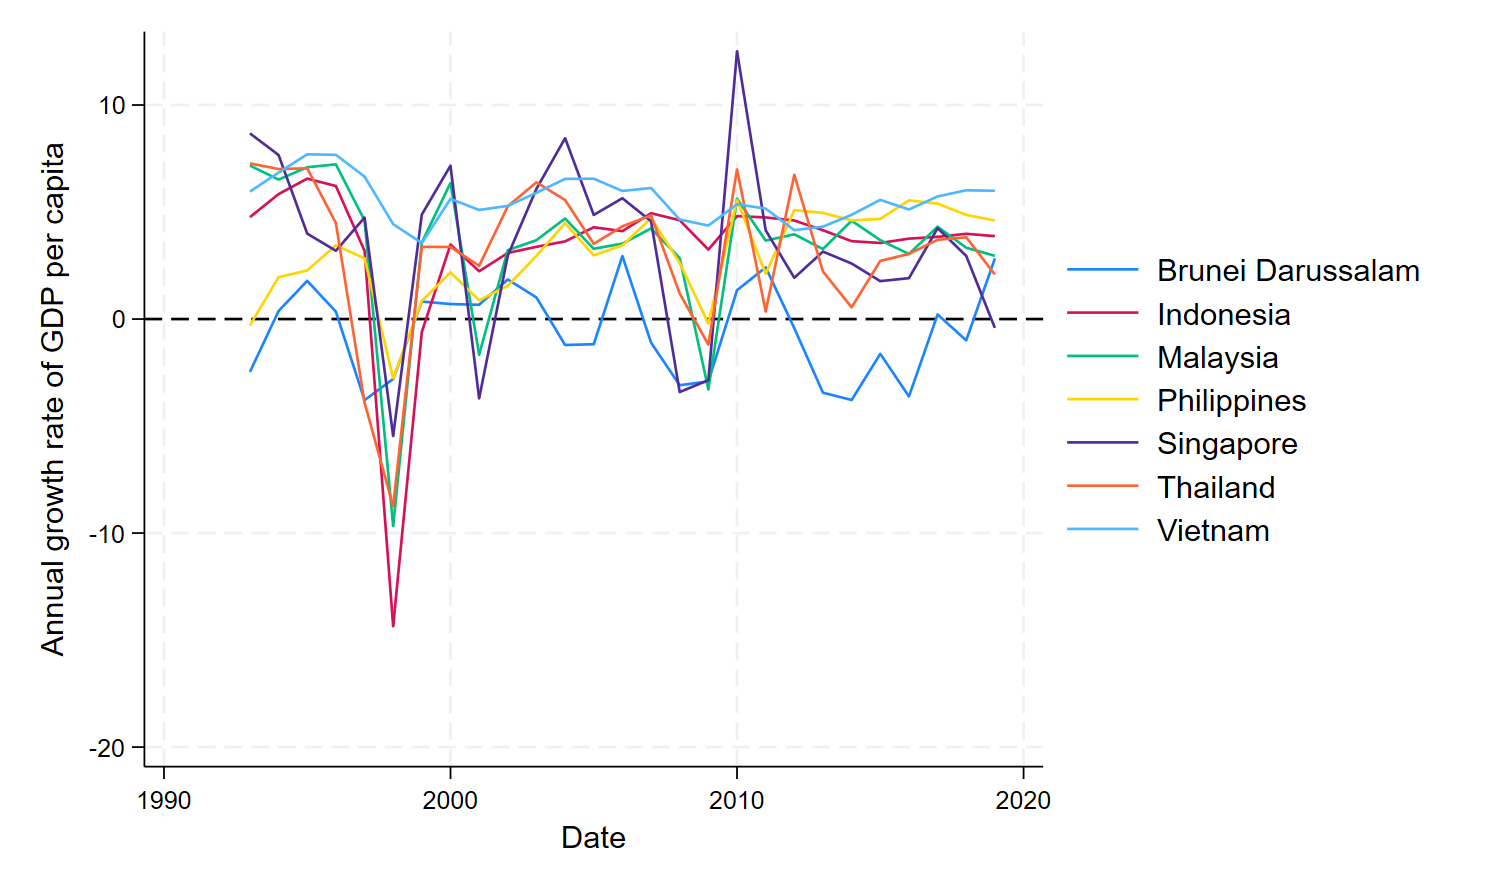 Annual growth rate of GDP per capita
10
0
-10
-20
1990
2000
2010
2020
Date
Brunei Darussalam
Indonesia
Malaysia
Philippines
Singapore
Thailand
Vietnam